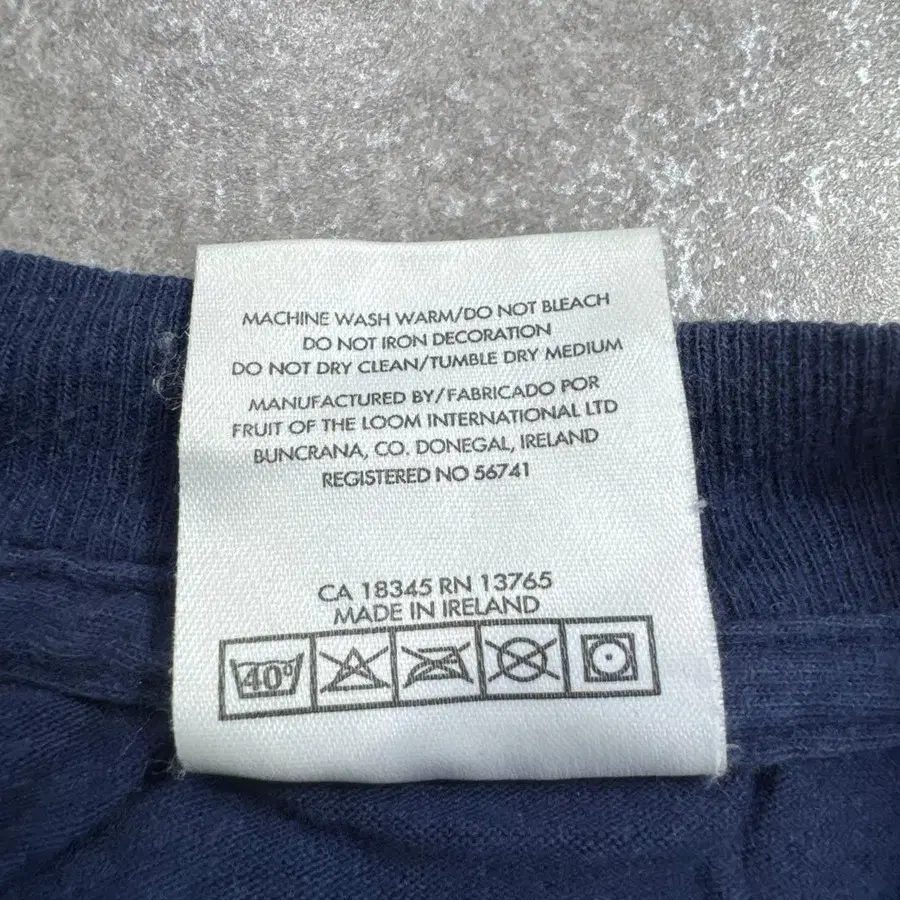 MACHINE WASH WARM/DO NOT BLEACH
DO NOT IRON DECORATION
DO NOT DRY CLEAN/TUMBLE DRY MEDIUM
MANUFACTURED BY/FABRICADO POR
FRUIT OF THE LOOM INTERNATIONAL LTD
BUNCRANA, CO. DONEGAL, IRELAND
REGISTERED NO 56741
CA 18345 RN 13765
MADE IN IRELAND
40°